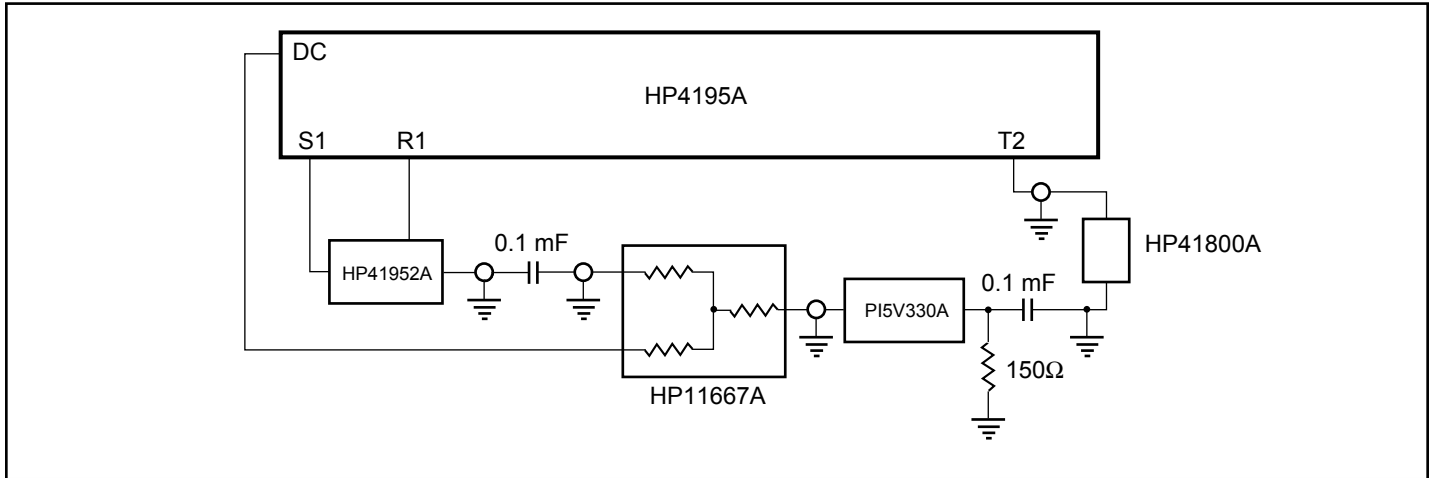 DC
HP4195A
S1 R1 T2
0.1 mF
HP41952A
HP41800A
0.1 mF
PI5V330A
150Ω
HP11667A